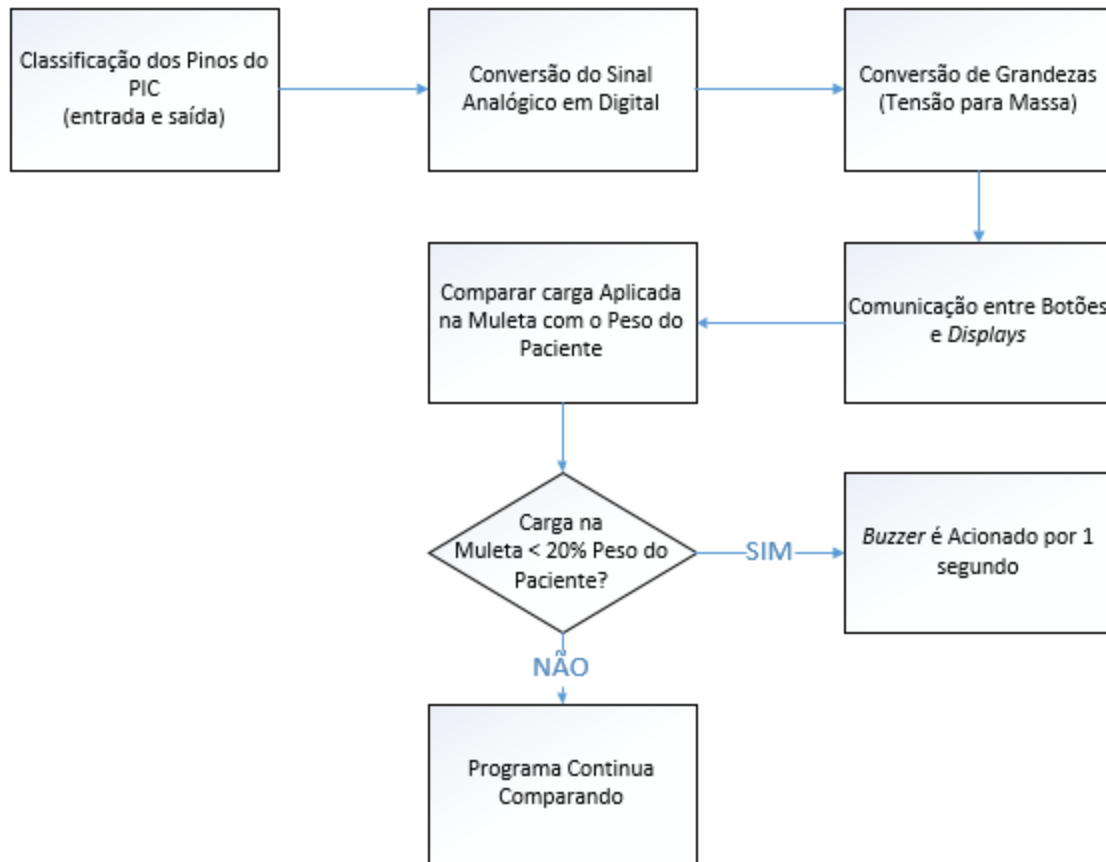 Classificação dos Pinos do
PIC
(entrada e saída)
Conversão do Sinal
Analógico em Digital
Conversão de Grandezas
(Tensão para Massa)
Comunicação entre Botões
e Displays
Comparar carga Aplicada
na Muleta com o Peso do
Paciente
Carga na
Muleta < 20% Peso do
Paciente?
SIM
Buzzer é Acionado por 1
segundo
NÃO
Programa Continua
Comparando